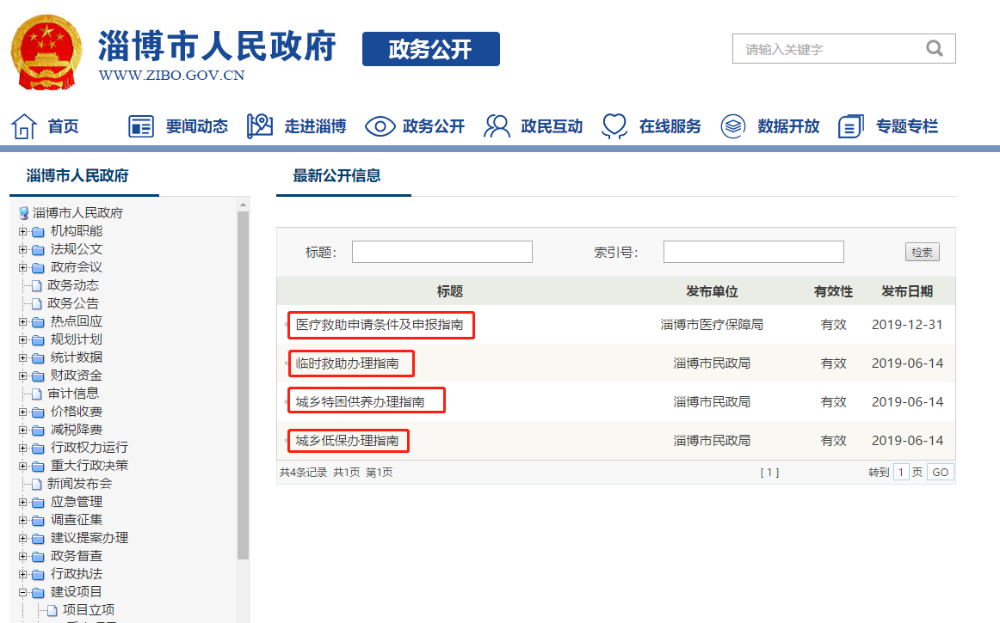 淄博市人民政府
WWW.ZIBO.GOV.CN
政务公开
请输入关键字
首页 要闻动态 走进淄博 政务公开 政民互动 在线服务 数据开放 专题专栏
淄博市人民政府
淄博市人民政府
机构职能
法规公文
政府会议
政务动态
政务公告
热点回应
规划计划
统计数据
财政资金
审计信息
价格收费
减税降费
行政权力运行
重大行政决策
新闻发布会
应急管理
调查征集
建议提案办理
政务督查
行政执法
建设项目
项目立项
最新公开信息
标题： 索引号： 检索
标题 发布单位 有效性 发布日期
医疗救助申请条件及申报指南 淄博市医疗保障局 有效 2019-12-31
临时救助办理指南 淄博市民政局 有效 2019-06-14
城乡特困供养办理指南 淄博市民政局 有效 2019-06-14
城乡低保办理指南 淄博市民政局 有效 2019-06-14
共4条记录 共1页 第1页 [ 1 ] 转到 1 页 GO